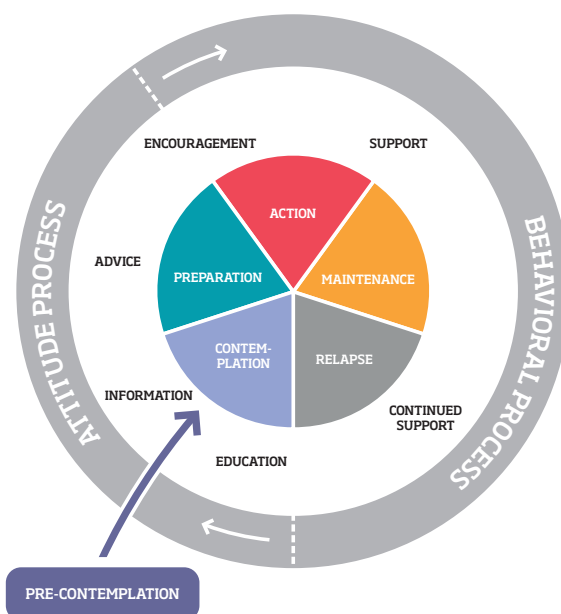 ENCOURAGEMENT
SUPPORT
ACTION
ADVICE
PREPARATION
MAINTENANCE
CONTEM-
PLATION
RELAPSE
INFORMATION
CONTINUED
SUPPORT
EDUCATION
ATTITUDE PROCESS
BEHAVIORAL PROCESS
PRE-CONTEMPLATION